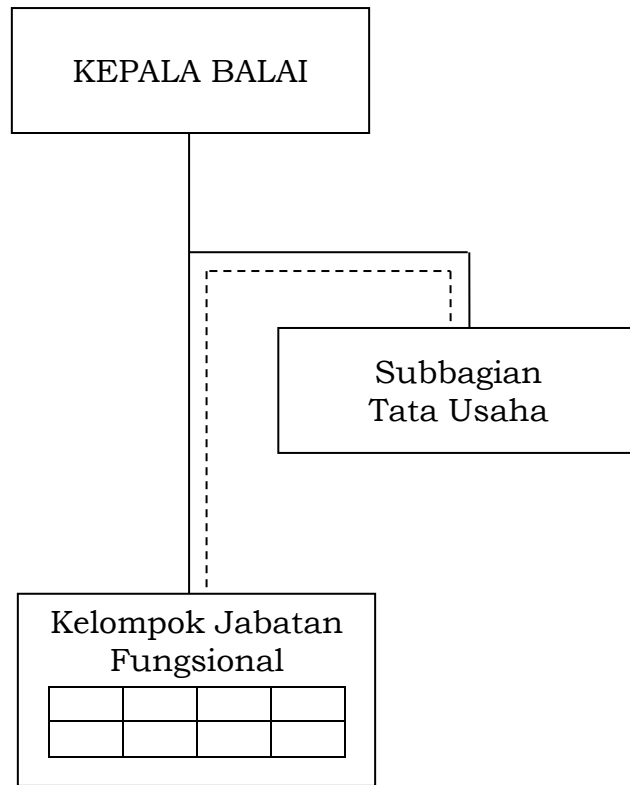 KEPALA BALAI
Subbagian
Tata Usaha
Kelompok Jabatan
Fungsional